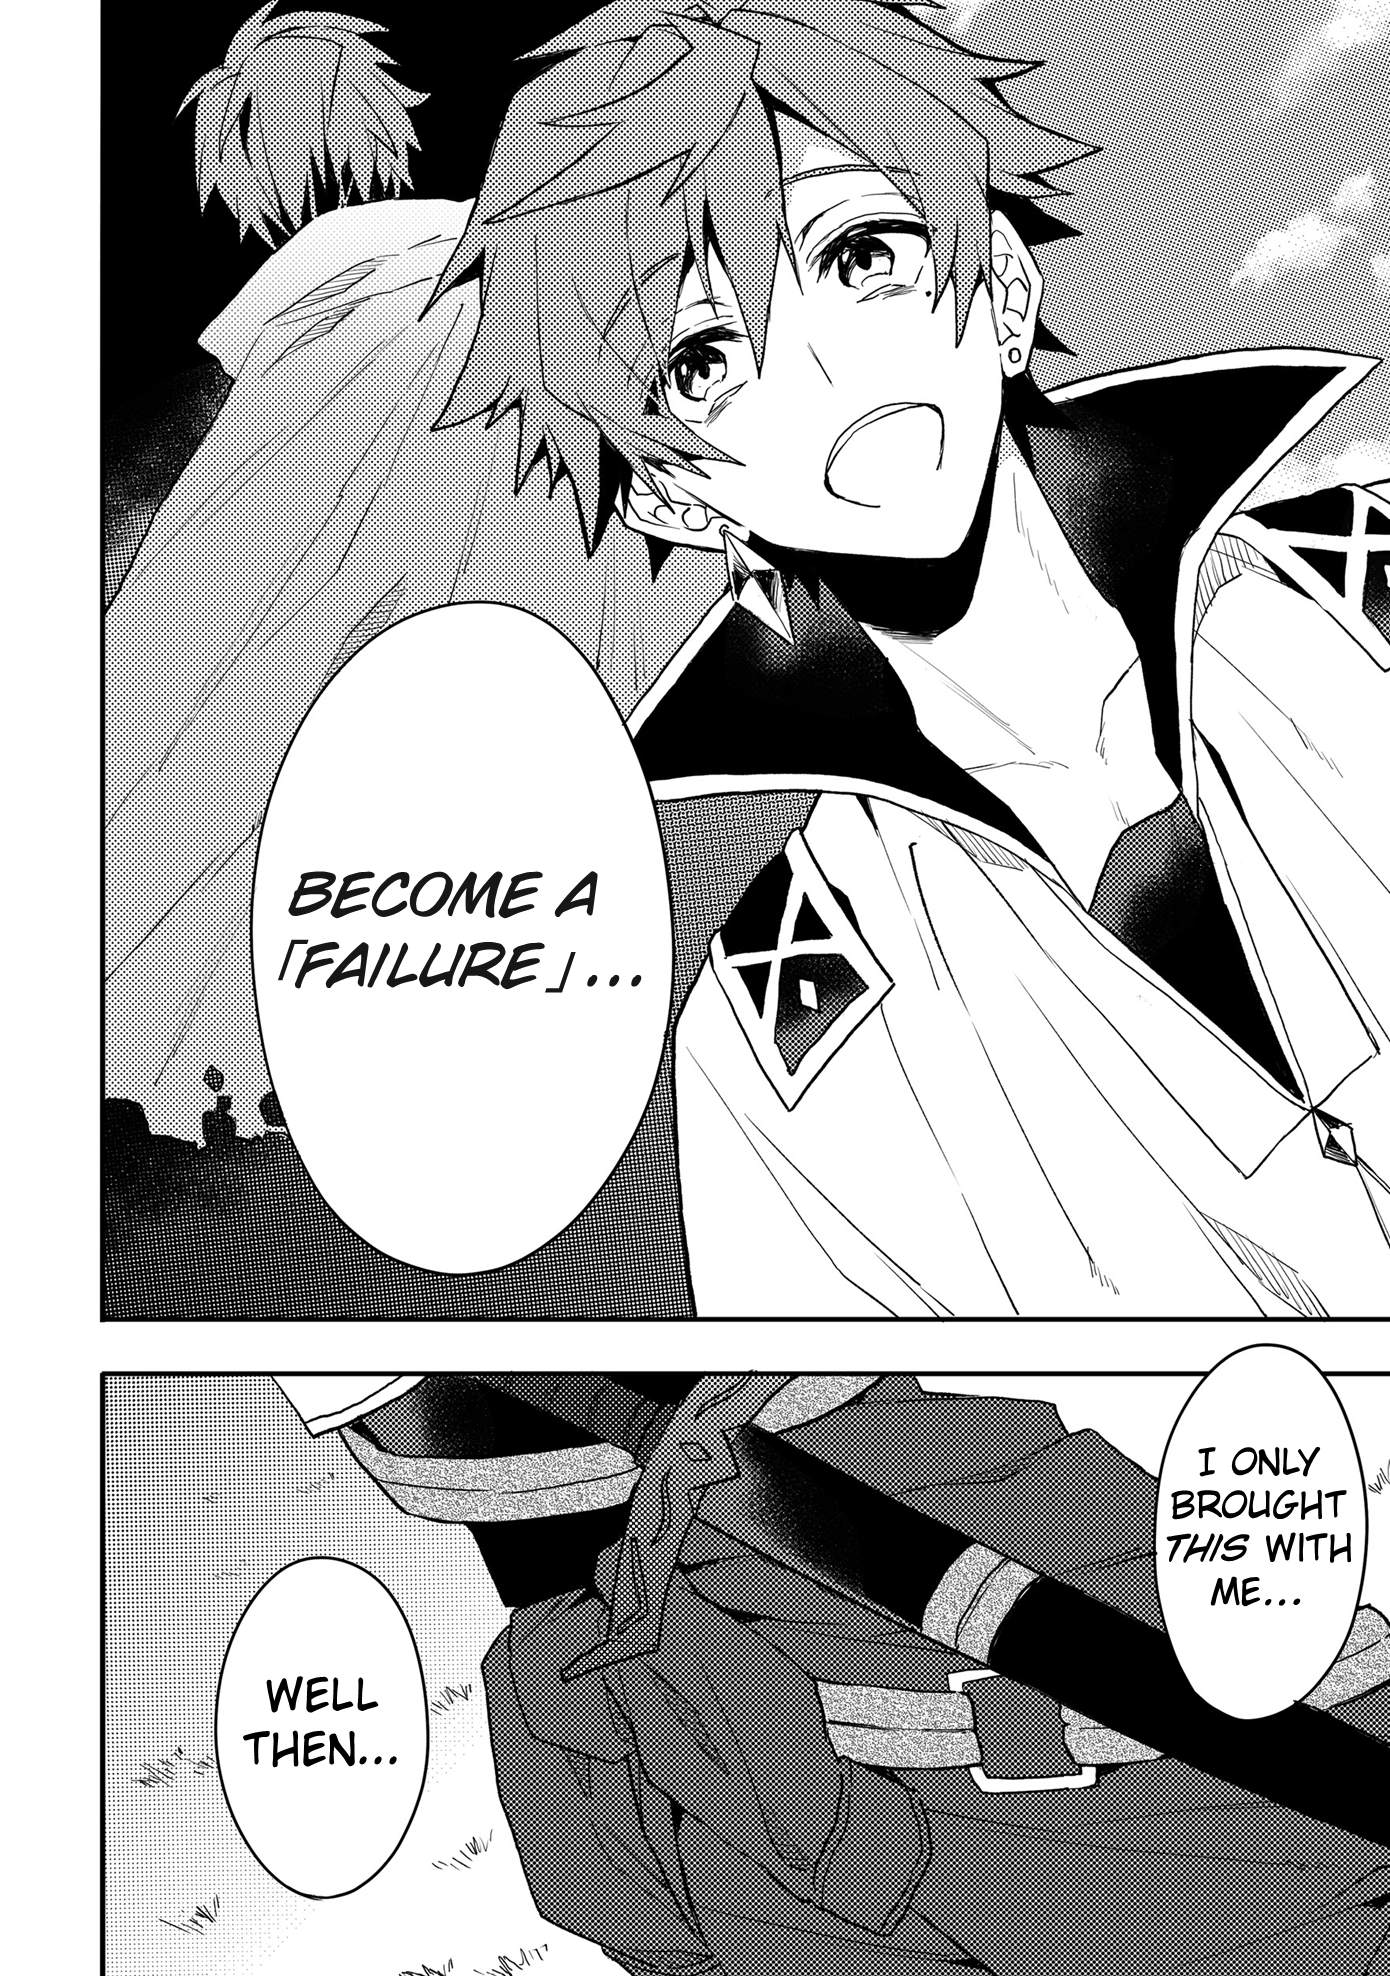 BECOME A
「FAILURE」...
I ONLY
BROUGHT
THIS WITH
ME...
WELL
THEN...